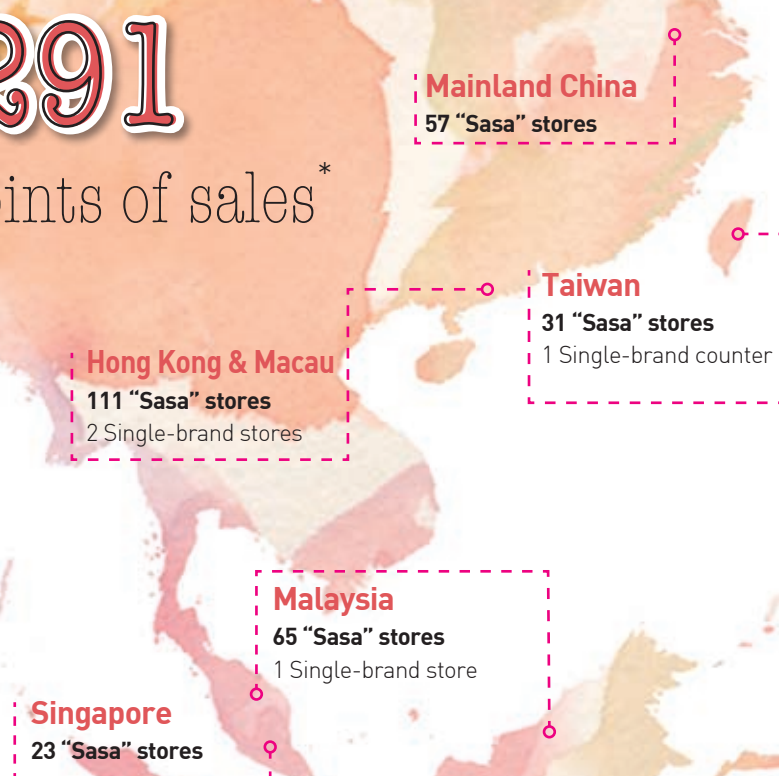 291
ints of sales*
Mainland China
57 “Sasa” stores
Taiwan
31 “Sasa” stores
1 Single-brand counter
Hong Kong & Macau
111 “Sasa” stores
2 Single-brand stores
Malaysia
65 “Sasa” stores
1 Single-brand store
Singapore
23 “Sasa” stores